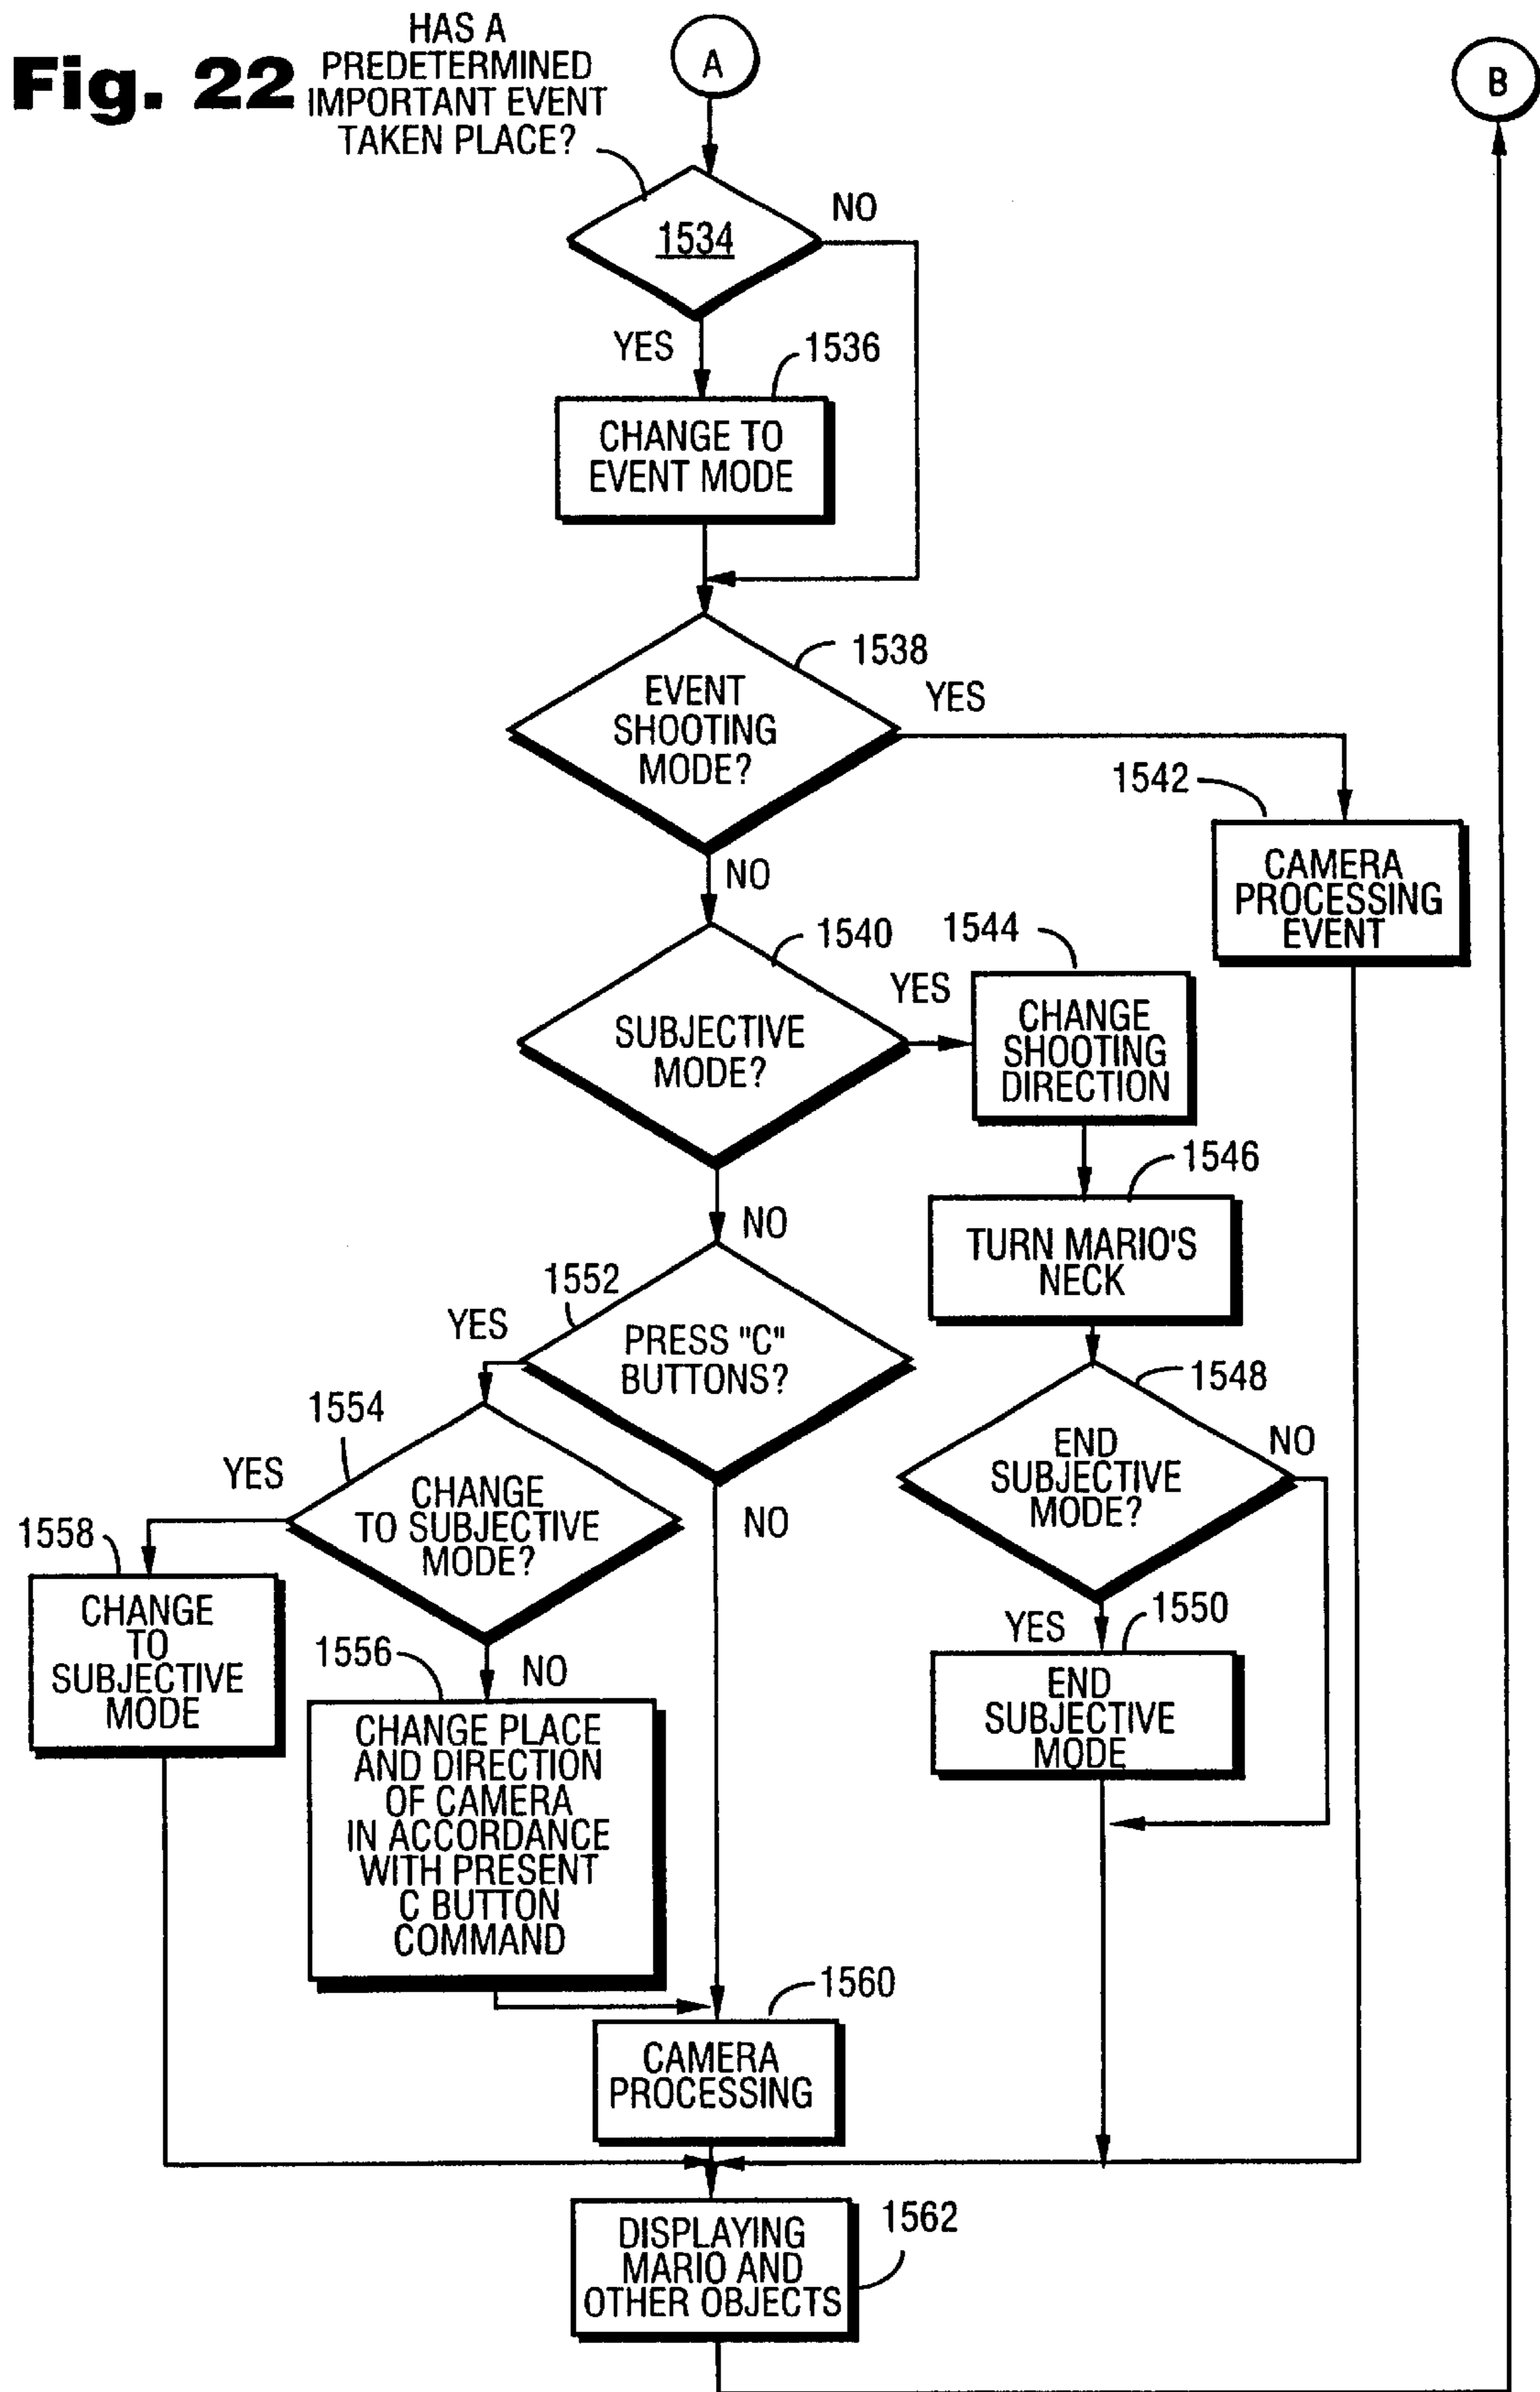 Fig. 22
HAS A
PREDETERMINED
IMPORTANT EVENT
TAKEN PLACE?
A
B
1534
NO
YES
1536
CHANGE TO
EVENT MODE
1538
EVENT
SHOOTING
MODE?
YES
NO
1542
CAMERA
PROCESSING
EVENT
1540
SUBJECTIVE
MODE?
YES
NO
1544
CHANGE
SHOOTING
DIRECTION
1546
TURN MARIO'S
NECK
1552
PRESS "C"
BUTTONS?
YES
NO
1548
END
SUBJECTIVE
MODE?
NO
YES
1554
CHANGE
TO SUBJECTIVE
MODE?
YES
NO
1558
CHANGE
TO
SUBJECTIVE
MODE
1550
END
SUBJECTIVE
MODE
1556
CHANGE PLACE
AND DIRECTION
OF CAMERA
IN ACCORDANCE
WITH PRESENT
C BUTTON
COMMAND
1560
CAMERA
PROCESSING
1562
DISPLAYING
MARIO AND
OTHER OBJECTS